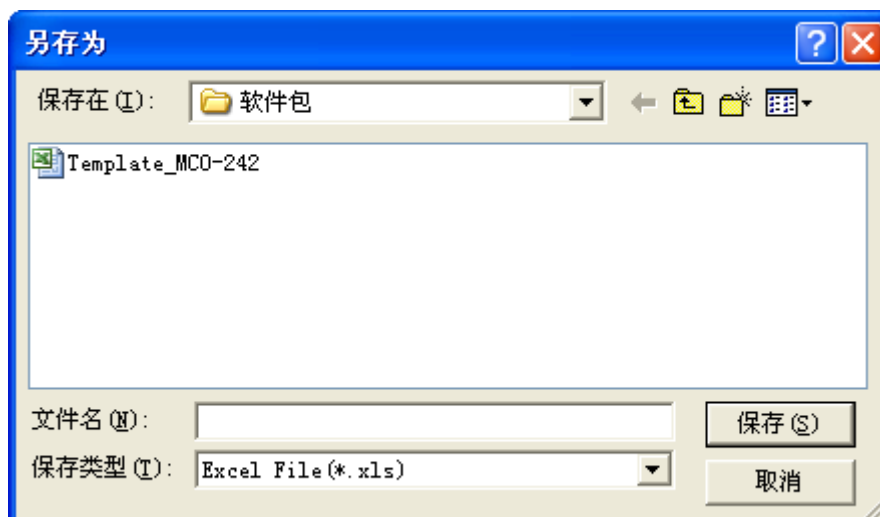 另存为
保存在(I): 软件包
Template_MCO-242
文件名(N): 保存(S)
保存类型(T): Excel File(*.xls) 取消